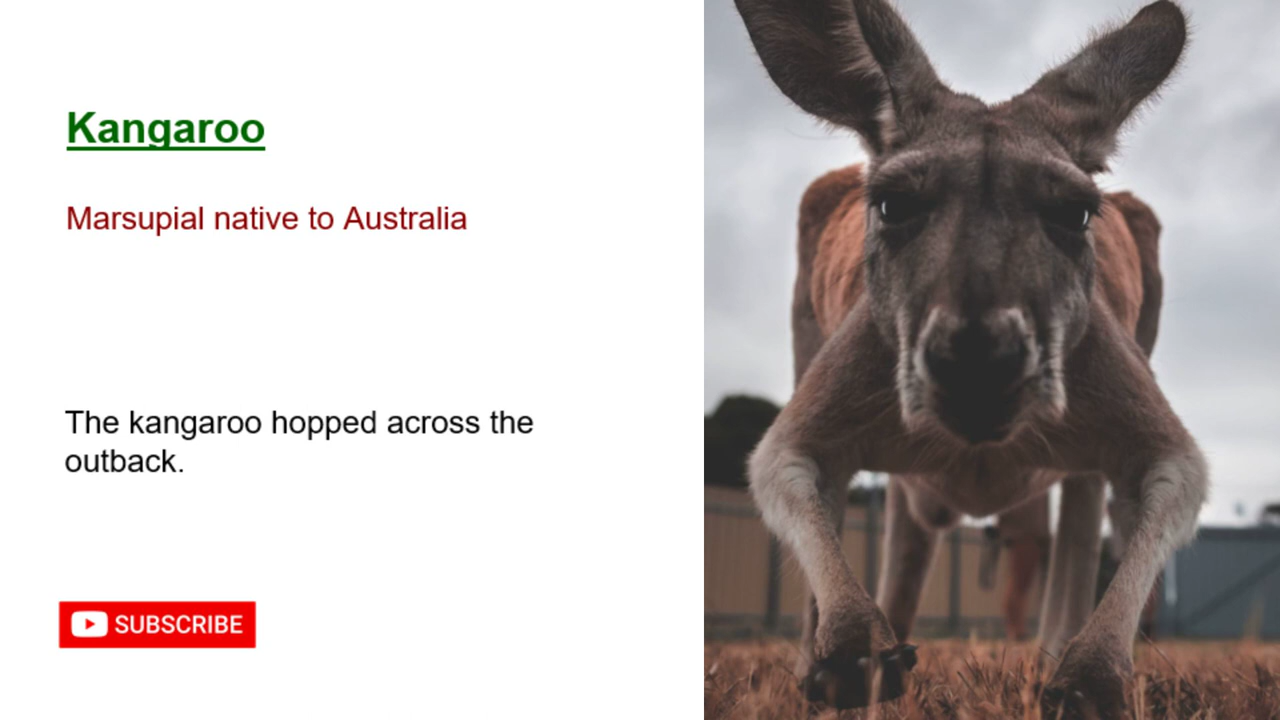 Kangaroo
Marsupial native to Australia
The kangaroo hopped across the
outback.
SUBSCRIBE